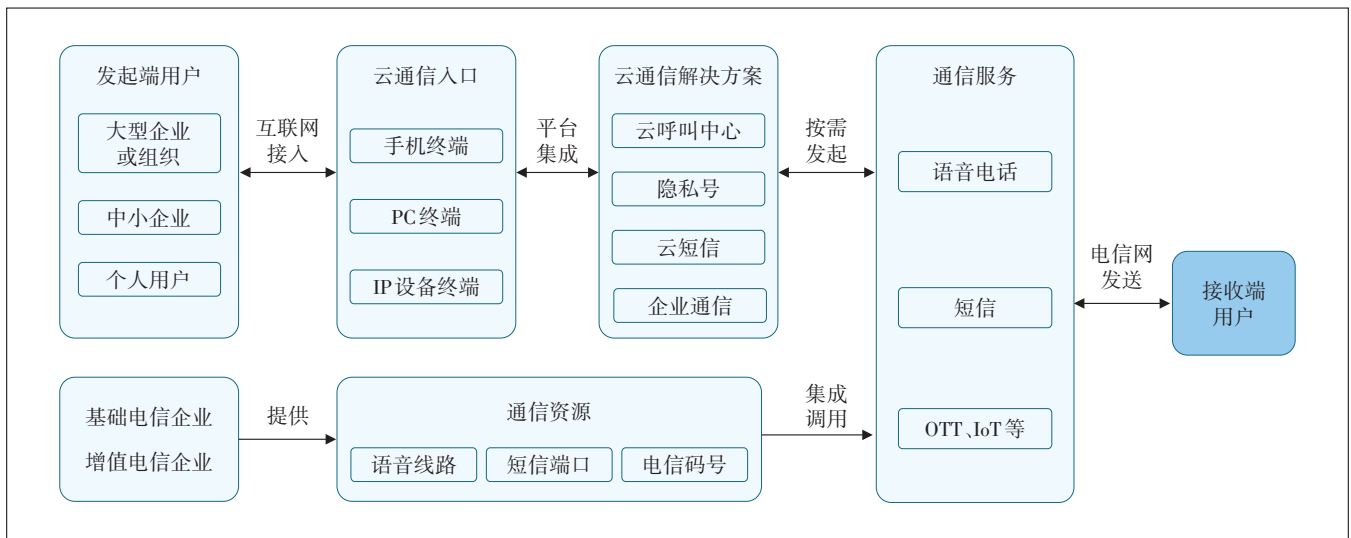 发起端用户
大型企业
或组织
中小企业
个人用户
互联网
接入
云通信入口
手机终端
PC终端
IP设备终端
平台
集成
云通信解决方案
云呼叫中心
隐私号
云短信
企业通信
按需
发起
通信服务
语音电话
短信
OTT、IoT等
电信网
发送
接收端
用户
基础电信企业
增值电信企业
提供
通信资源
语音线路
短信端口
电信码号
集成
调用